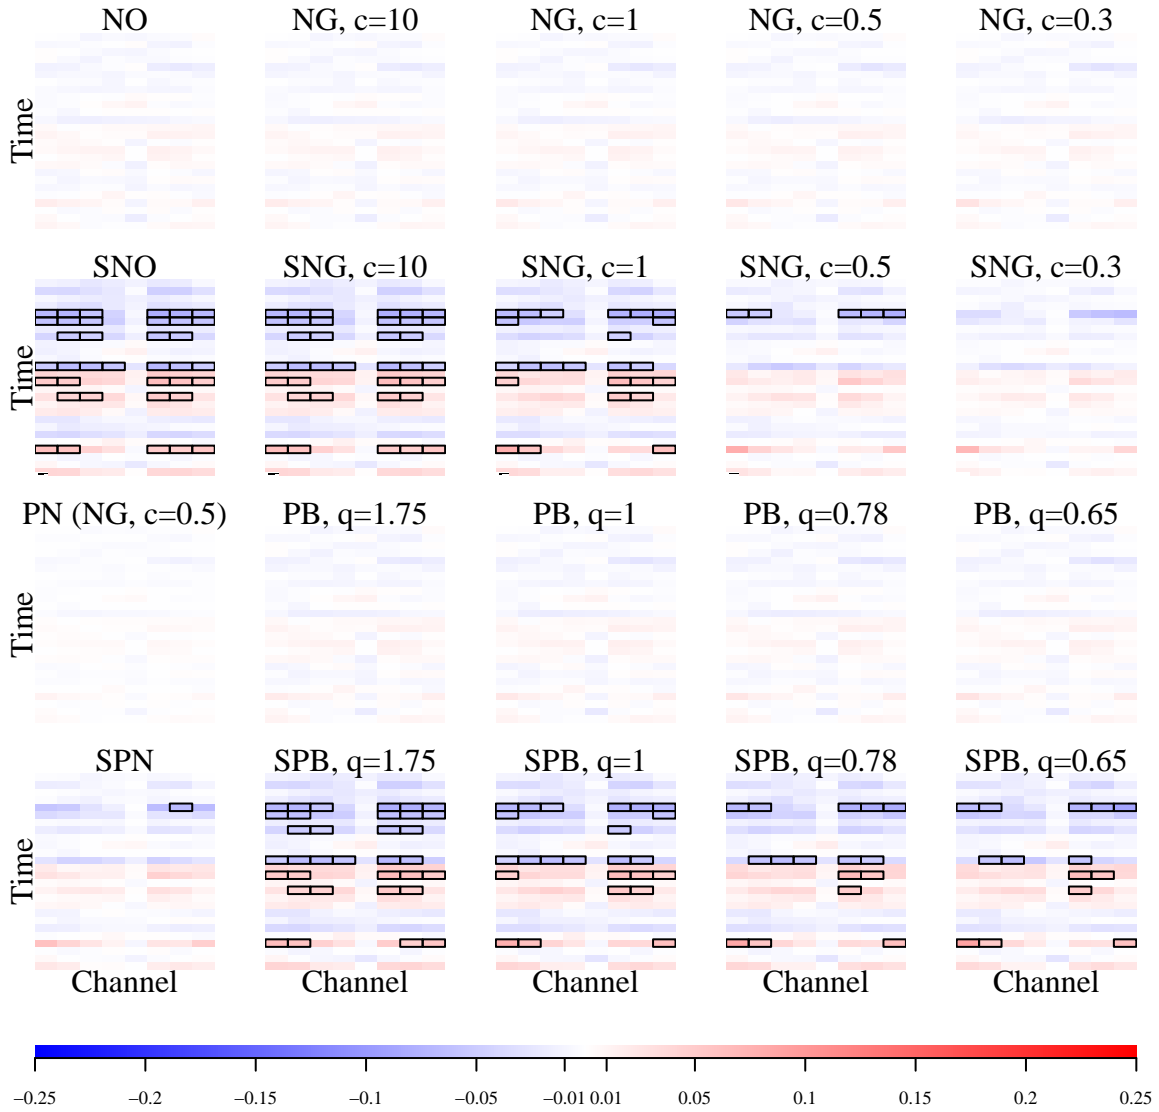 NO NG, c=10 NG, c=1 NG, c=0.5 NG, c=0.3
Time
SNO SNG, c=10 SNG, c=1 SNG, c=0.5 SNG, c=0.3
Time
PN (NG, c=0.5) PB, q=1.75 PB, q=1 PB, q=0.78 PB, q=0.65
Time
SPN SPB, q=1.75 SPB, q=1 SPB, q=0.78 SPB, q=0.65
Time
Channel Channel Channel Channel Channel
−0.25 −0.2 −0.15 −0.1 −0.05 −0.01 0.01 0.05 0.1 0.15 0.2 0.25